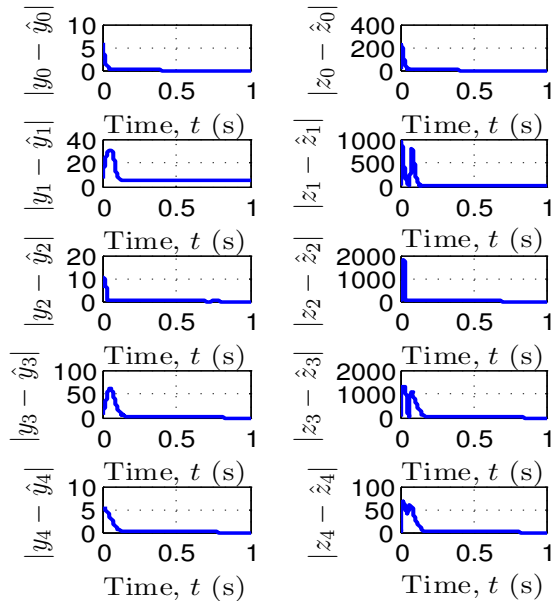 |y₀ − ŷ₀|
10
5
0
0 0.5 1
Time, t (s)
|z₀ − ẑ₀|
400
200
0
0 0.5 1
Time, t (s)
|y₁ − ŷ₁|
40
20
0
0 0.5 1
Time, t (s)
|z₁ − ẑ₁|
1000
500
0
0 0.5 1
Time, t (s)
|y₂ − ŷ₂|
20
10
0
0 0.5 1
Time, t (s)
|z₂ − ẑ₂|
2000
1000
0
0 0.5 1
Time, t (s)
|y₃ − ŷ₃|
100
50
0
0 0.5 1
Time, t (s)
|z₃ − ẑ₃|
2000
1000
0
0 0.5 1
Time, t (s)
|y₄ − ŷ₄|
10
5
0
0 0.5 1
Time, t (s)
|z₄ − ẑ₄|
100
50
0
0 0.5 1
Time, t (s)